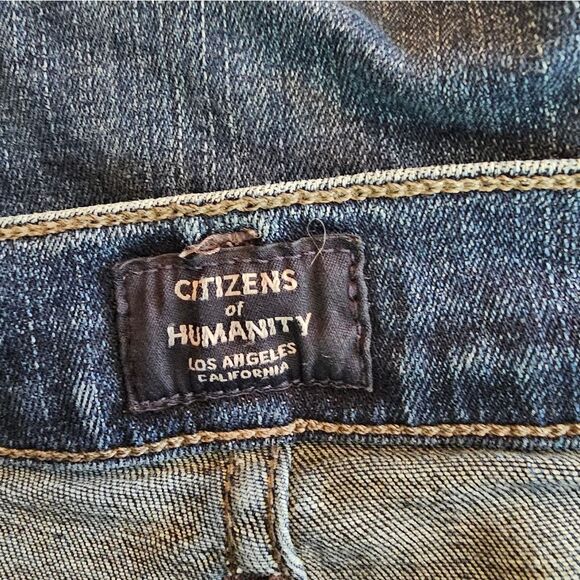 CITIZENS
of
HUMANITY
LOS ANGELES
CALIFORNIA